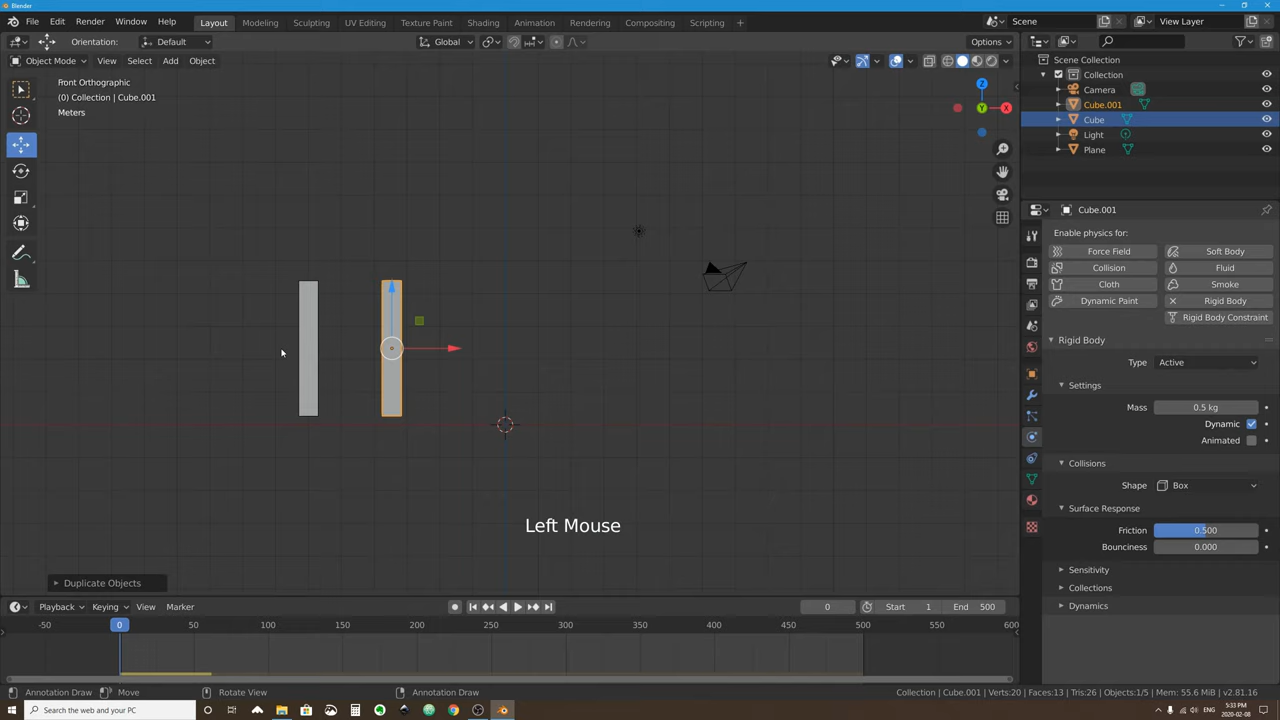 Blender
File Edit Render Window Help Layout Modeling Sculpting UV Editing Texture Paint Shading Animation Rendering Compositing Scripting + Scene View Layer
Orientation: Default Global Options
Object Mode View Select Add Object
Front Orthographic
(0) Collection | Cube.001
Meters
Z
Y
X
Scene Collection
Collection
Camera
Cube.001
Cube
Light
Plane
Cube.001
Enable physics for:
Force Field Soft Body
Collision Fluid
Cloth Smoke
Dynamic Paint Rigid Body
Rigid Body Constraint
Rigid Body
Type Active
Settings
Mass 0.5 kg
Dynamic
Animated
Collisions
Shape Box
Surface Response
Friction 0.500
Bounciness 0.000
Sensitivity
Collections
Dynamics
Left Mouse
Duplicate Objects
Playback Keying View Marker 0 Start 1 End 500
-50 0 50 100 150 200 250 300 350 400 450 500 550 600
Annotation Draw Move Rotate View Annotation Draw Collection | Cube.001 | Verts:20 | Faces:13 | Tris:26 | Objects:1/5 | Mem: 55.6 MiB | v2.81.16
Search the web and your PC ENG 5:33 PM 2020-02-08